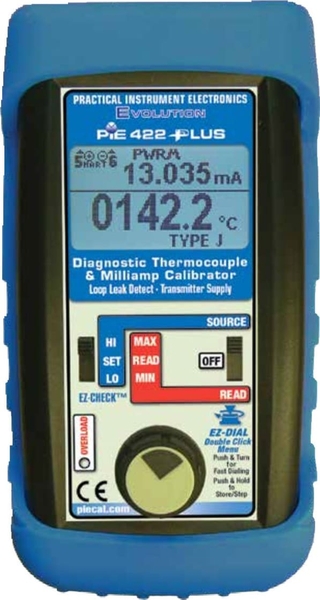 PRACTICAL INSTRUMENT ELECTRONICS
EVOLUTION
PIE 422 PLUS
PWRM
HART
13.035 mA
0142.2 °C
TYPE J
Diagnostic Thermocouple
& Milliamp Calibrator
Loop Leak Detect - Transmitter Supply
SOURCE
HI MAX
SET READ OFF
LO MIN
EZ-CHECK™ READ
OVERLOAD
EZ-DIAL
Double Click
Menu
Push & Turn
for
Fast Dialing
Push & Hold
to
Store/Step
CE
piecal.com